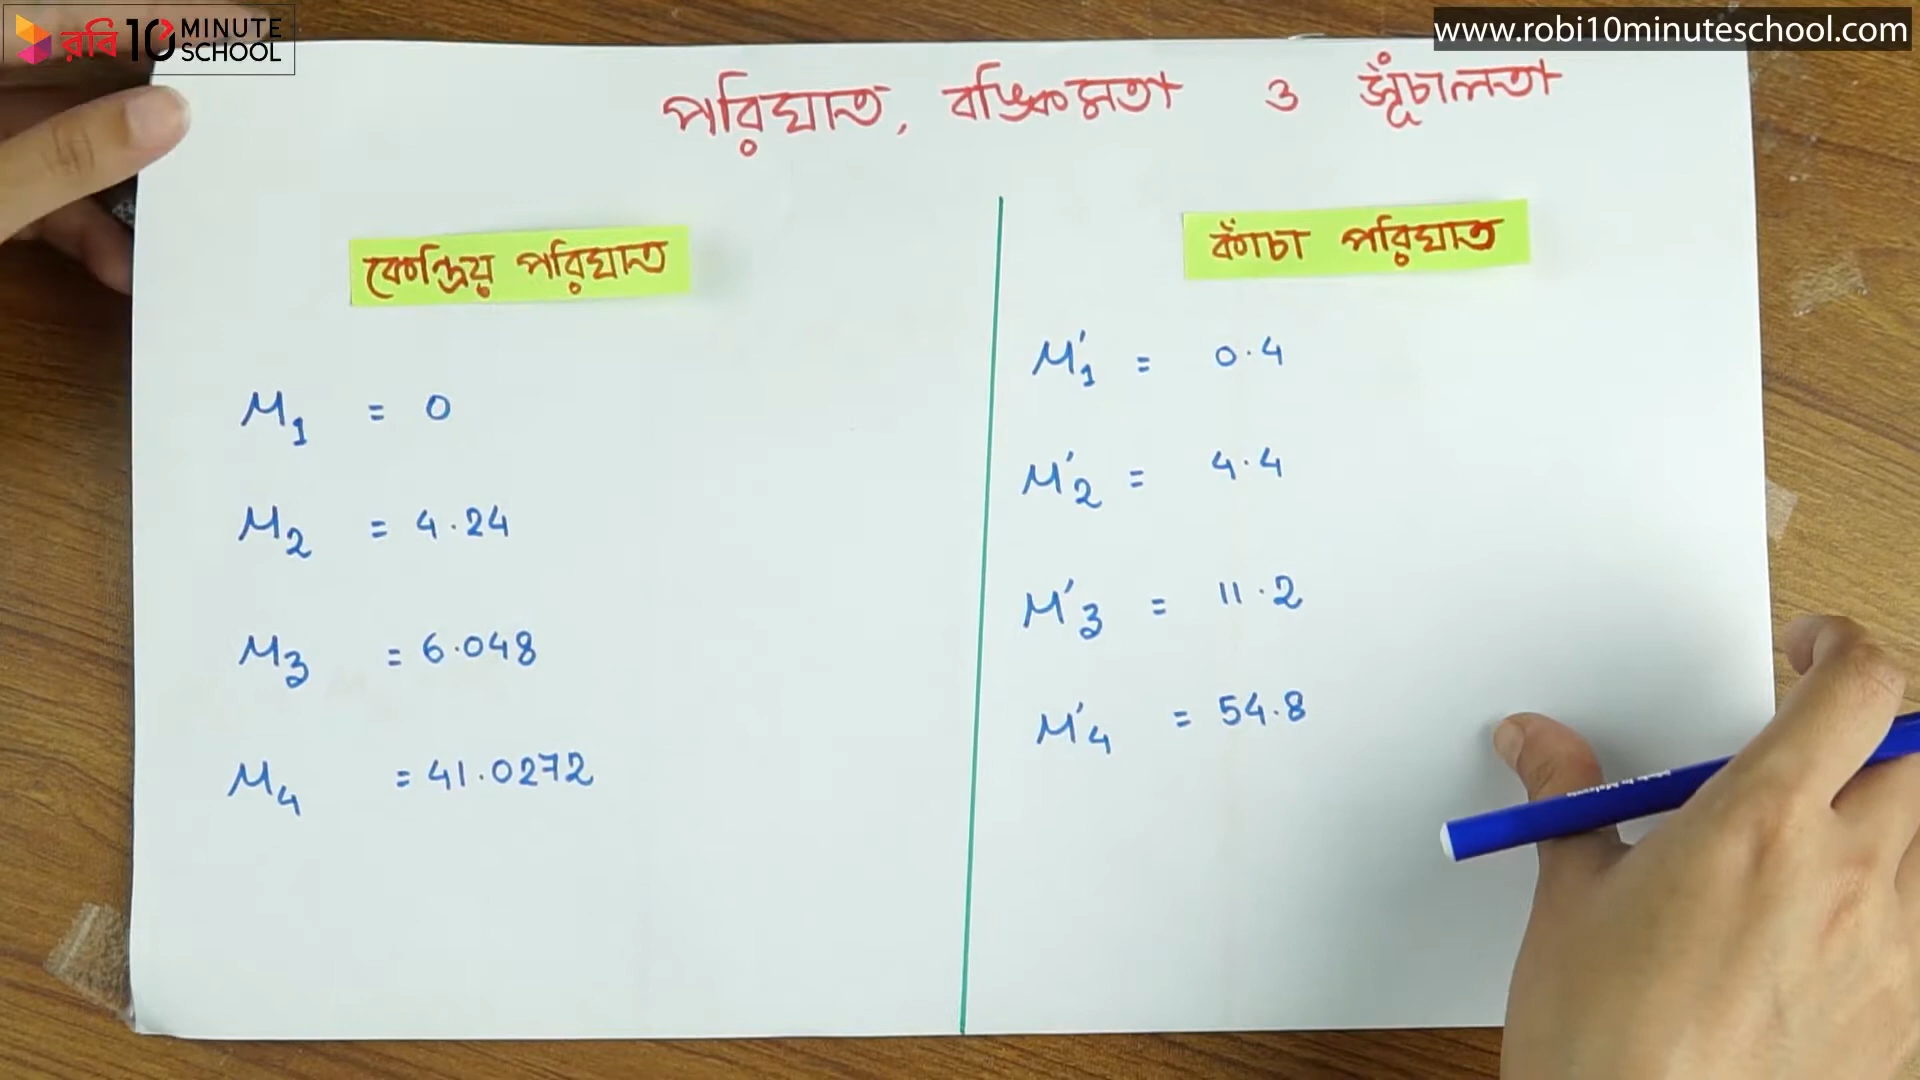 রবি 10 MINUTE SCHOOL
www.robi10minuteschool.com
পরিঘাত, বঙ্কিমতা ও সূঁচালতা
কেন্দ্রিয় পরিঘাত
μ₁ = 0
μ₂ = 4.24
μ₃ = 6.048
μ₄ = 41.0272
কাঁচা পরিঘাত
μ′₁ = 0.4
μ′₂ = 4.4
μ′₃ = 11.2
μ′₄ = 54.8